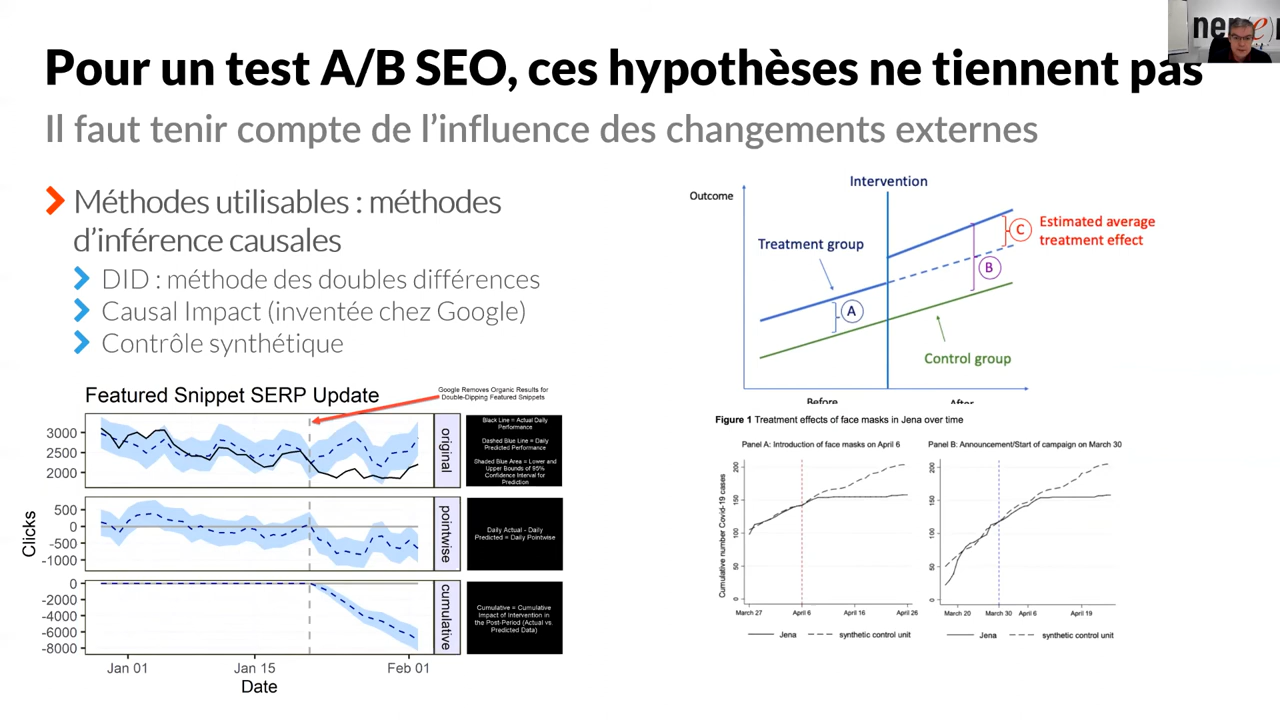 Pour un test A/B SEO, ces hypothèses ne tiennent pas
Il faut tenir compte de l'influence des changements externes
Méthodes utilisables : méthodes
d'inférence causales
DID : méthode des doubles différences
Causal Impact (inventée chez Google)
Contrôle synthétique
Featured Snippet SERP Update
Google Removes Organic Results for
Double-Dipping Featured Snippets
3000
2500
2000
original
Black Line = Actual Daily
Performance
Dashed Blue Line = Daily
Predicted Performance
Shaded Blue Area = Lower and
Upper Bounds of 95%
Confidence Interval for
Prediction
Clicks
500
0
-500
-1000
pointwise
Daily Actual - Daily
Predicted = Daily Pointwise
0
-2000
-4000
-6000
-8000
cumulative
Cumulative = Cumulative
Impact of Intervention in
the Post-Period (Actual vs.
Predicted Data)
Jan 01 Jan 15 Feb 01
Date
Intervention
Outcome
Treatment group
A
B
C
Estimated average
treatment effect
Control group
Before After
Figure 1 Treatment effects of face masks in Jena over time
Panel A: Introduction of face masks on April 6
Cumulative number Covid-19 cases
200
150
100
50
0
March 27 April 6 April 16 April 26
Jena synthetic control unit
Panel B: Announcement/Start of campaign on March 30
200
150
100
50
0
March 20 March 30 April 6 April 19
Jena synthetic control unit